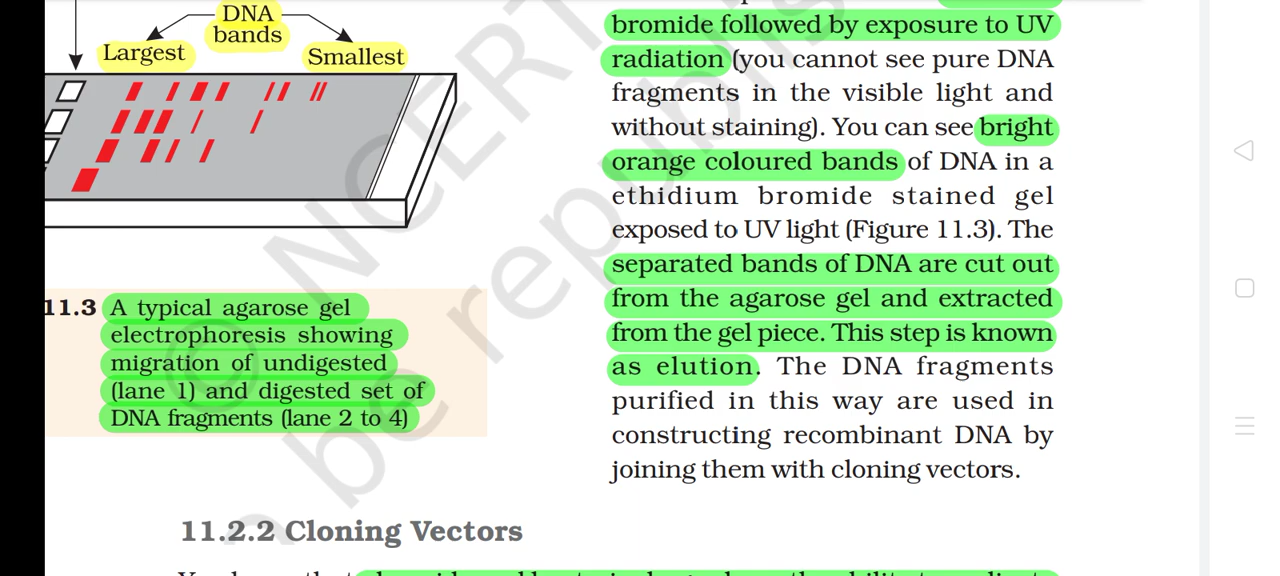 DNA
bands
Largest
Smallest
11.3 A typical agarose gel
electrophoresis showing
migration of undigested
(lane 1) and digested set of
DNA fragments (lane 2 to 4)
bromide followed by exposure to UV
radiation (you cannot see pure DNA
fragments in the visible light and
without staining). You can see bright
orange coloured bands of DNA in a
ethidium bromide stained gel
exposed to UV light (Figure 11.3). The
separated bands of DNA are cut out
from the agarose gel and extracted
from the gel piece. This step is known
as elution. The DNA fragments
purified in this way are used in
constructing recombinant DNA by
joining them with cloning vectors.
11.2.2 Cloning Vectors
© NCERT
be republis